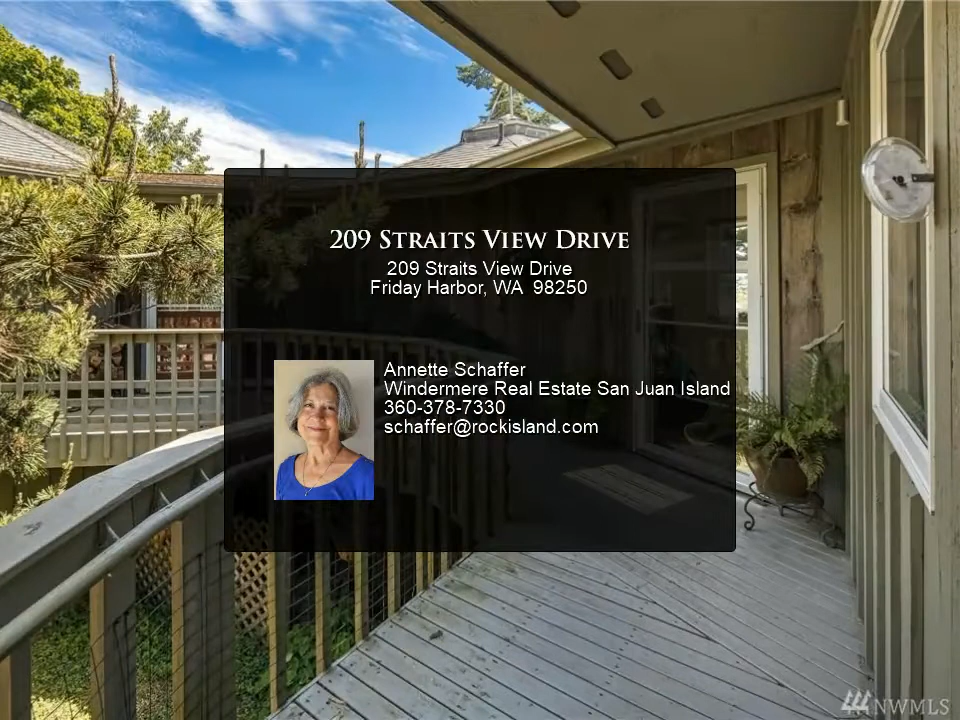 209 Straits View Drive
209 Straits View Drive
Friday Harbor, WA  98250
Annette Schaffer
Windermere Real Estate San Juan Island
360-378-7330
schaffer@rockisland.com
NWMLS